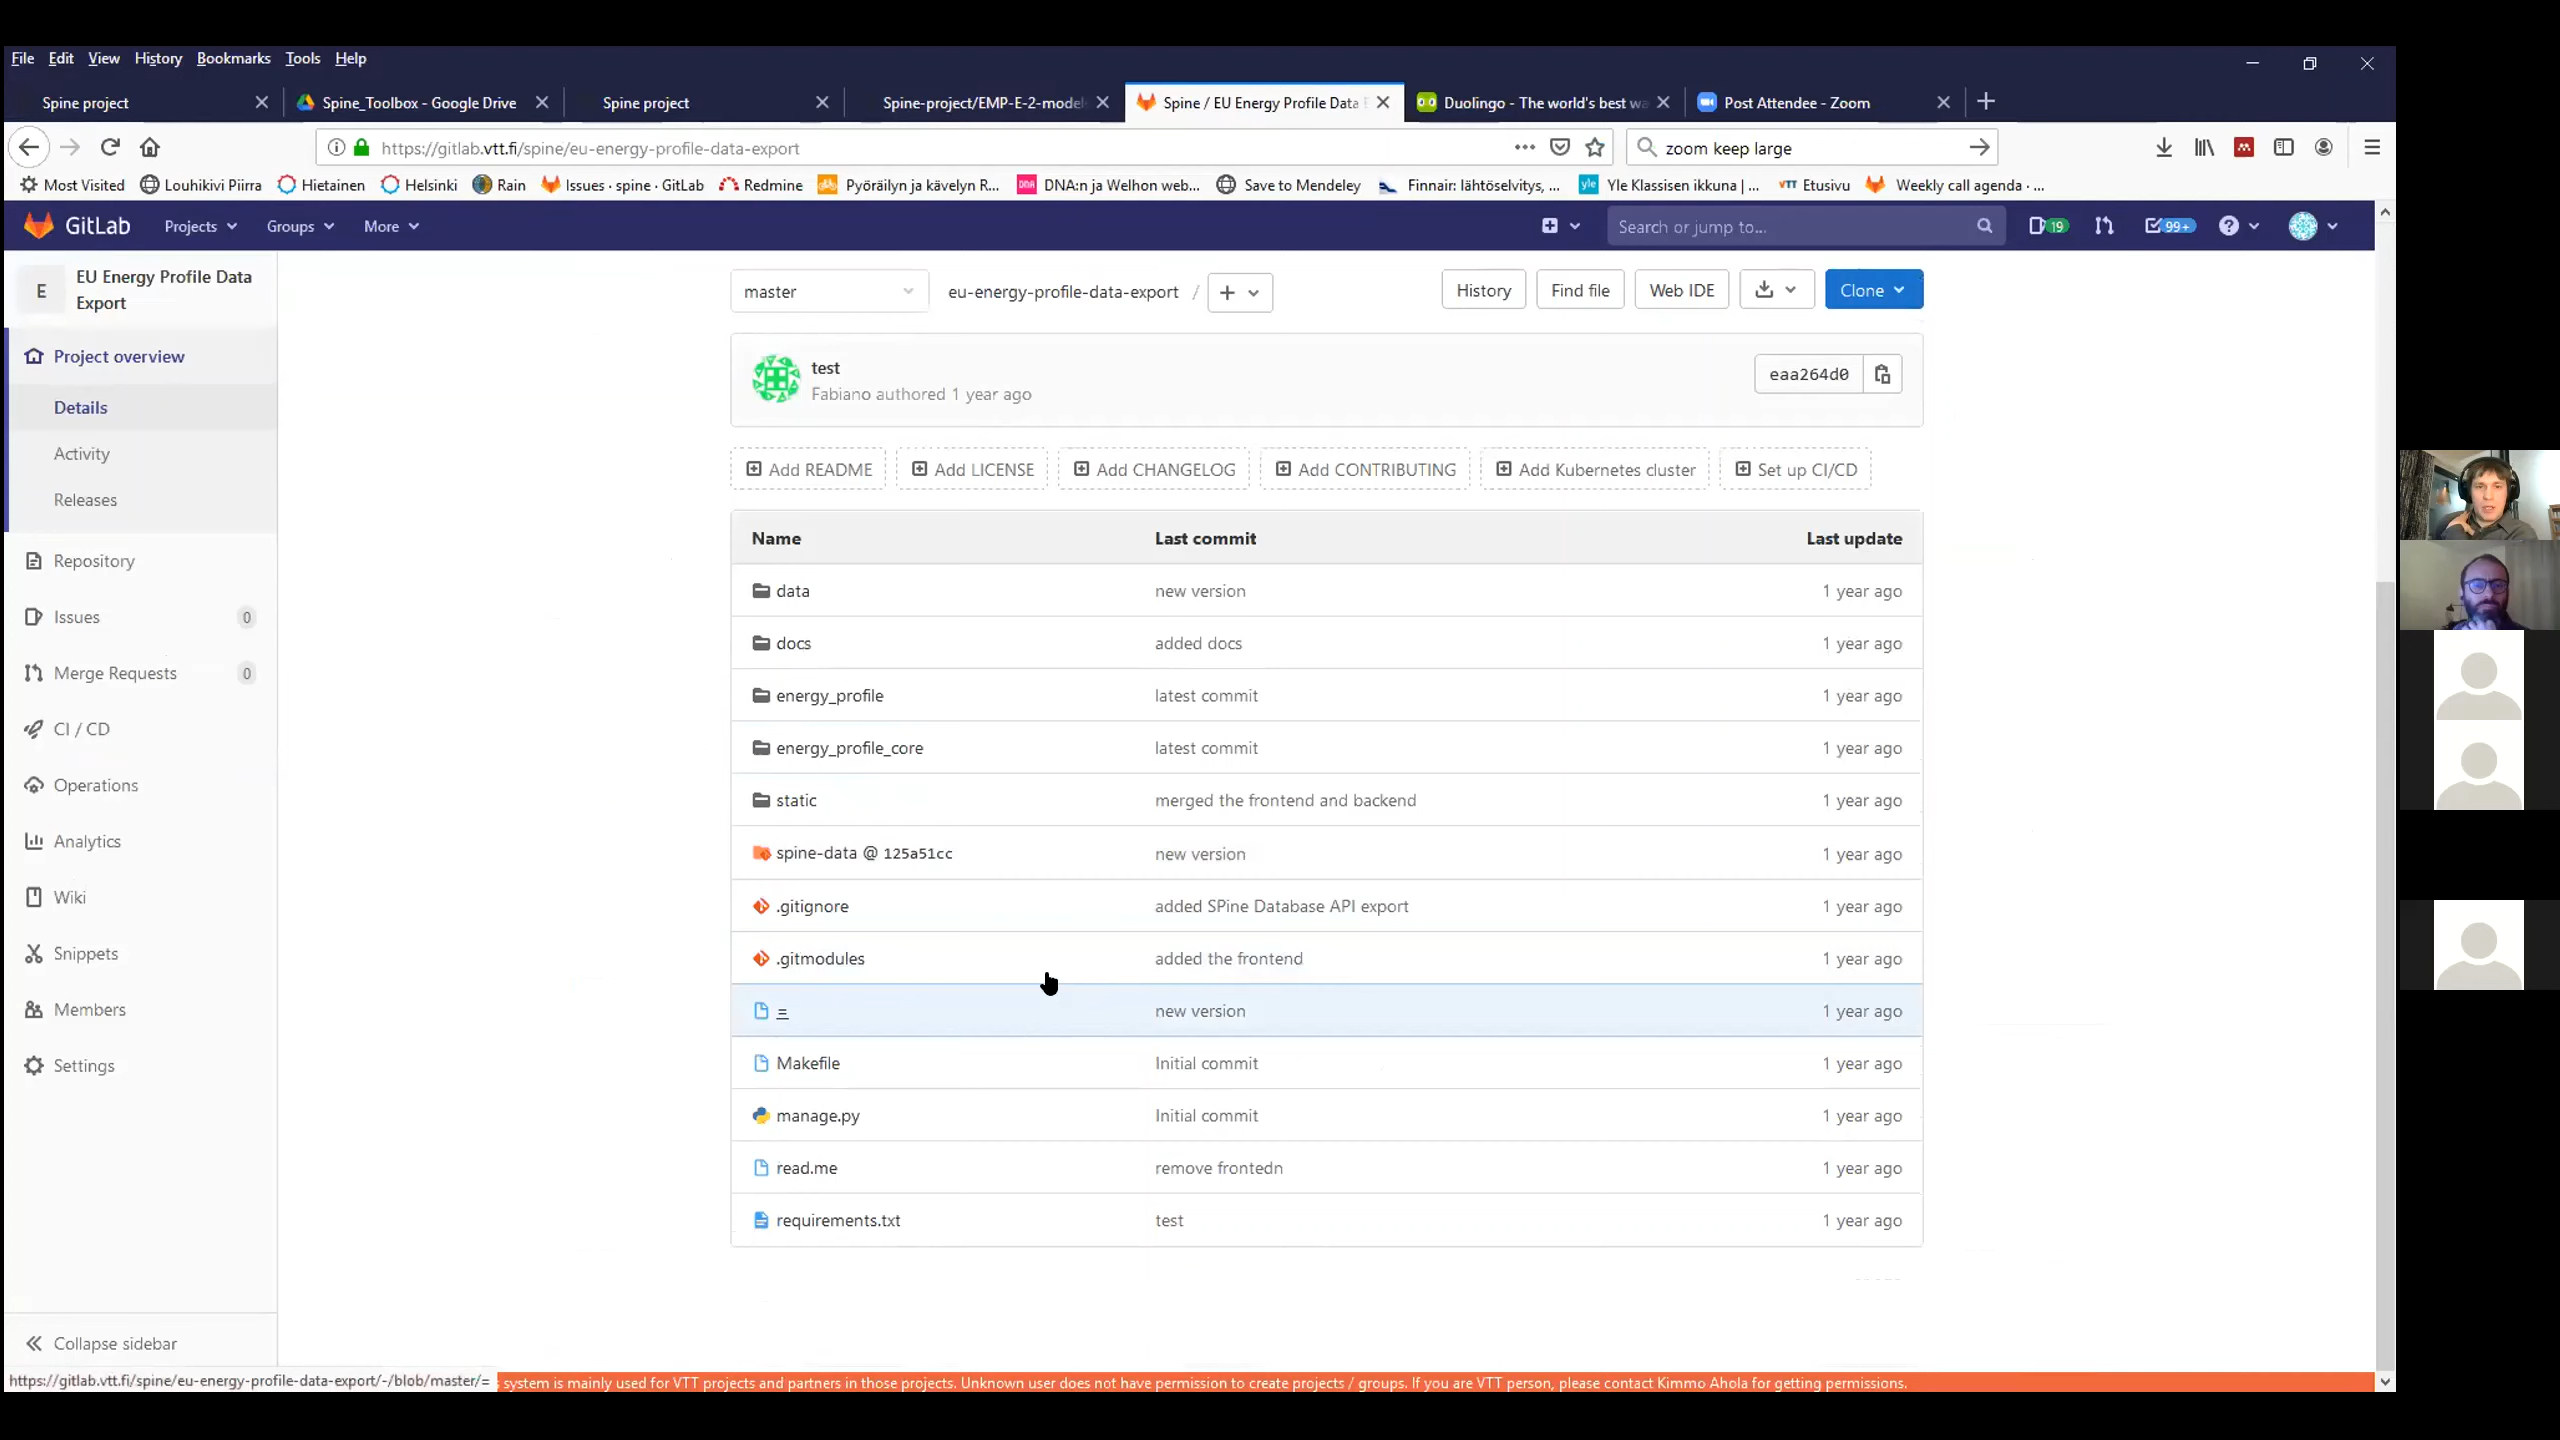 File Edit View History Bookmarks Tools Help
Spine project
Spine_Toolbox - Google Drive
Spine project
Spine-project/EMP-E-2-model
Spine / EU Energy Profile Data E
Duolingo - The world's best wa
Post Attendee - Zoom
https://gitlab.vtt.fi/spine/eu-energy-profile-data-export
zoom keep large
Most Visited Louhikivi Piirra Hietainen Helsinki Rain Issues · spine · GitLab Redmine Pyöräilyn ja kävelyn R... DNA:n ja Welhon web... Save to Mendeley Finnair: lähtöselvitys, ... Yle Klassisen ikkuna | ... Etusivu Weekly call agenda · ...
GitLab Projects Groups More
Search or jump to...
19
99+
E
EU Energy Profile Data
Export
Project overview
Details
Activity
Releases
Repository
Issues 0
Merge Requests 0
CI / CD
Operations
Analytics
Wiki
Snippets
Members
Settings
Collapse sidebar
master
eu-energy-profile-data-export /
History
Find file
Web IDE
Clone
test
Fabiano authored 1 year ago
eaa264d0
Add README
Add LICENSE
Add CHANGELOG
Add CONTRIBUTING
Add Kubernetes cluster
Set up CI/CD
Name Last commit Last update
data new version 1 year ago
docs added docs 1 year ago
energy_profile latest commit 1 year ago
energy_profile_core latest commit 1 year ago
static merged the frontend and backend 1 year ago
spine-data @ 125a51cc new version 1 year ago
.gitignore added SPine Database API export 1 year ago
.gitmodules added the frontend 1 year ago
= new version 1 year ago
Makefile Initial commit 1 year ago
manage.py Initial commit 1 year ago
read.me remove frontedn 1 year ago
requirements.txt test 1 year ago
https://gitlab.vtt.fi/spine/eu-energy-profile-data-export/-/blob/master/=
system is mainly used for VTT projects and partners in those projects. Unknown user does not have permission to create projects / groups. If you are VTT person, please contact Kimmo Ahola for getting permissions.